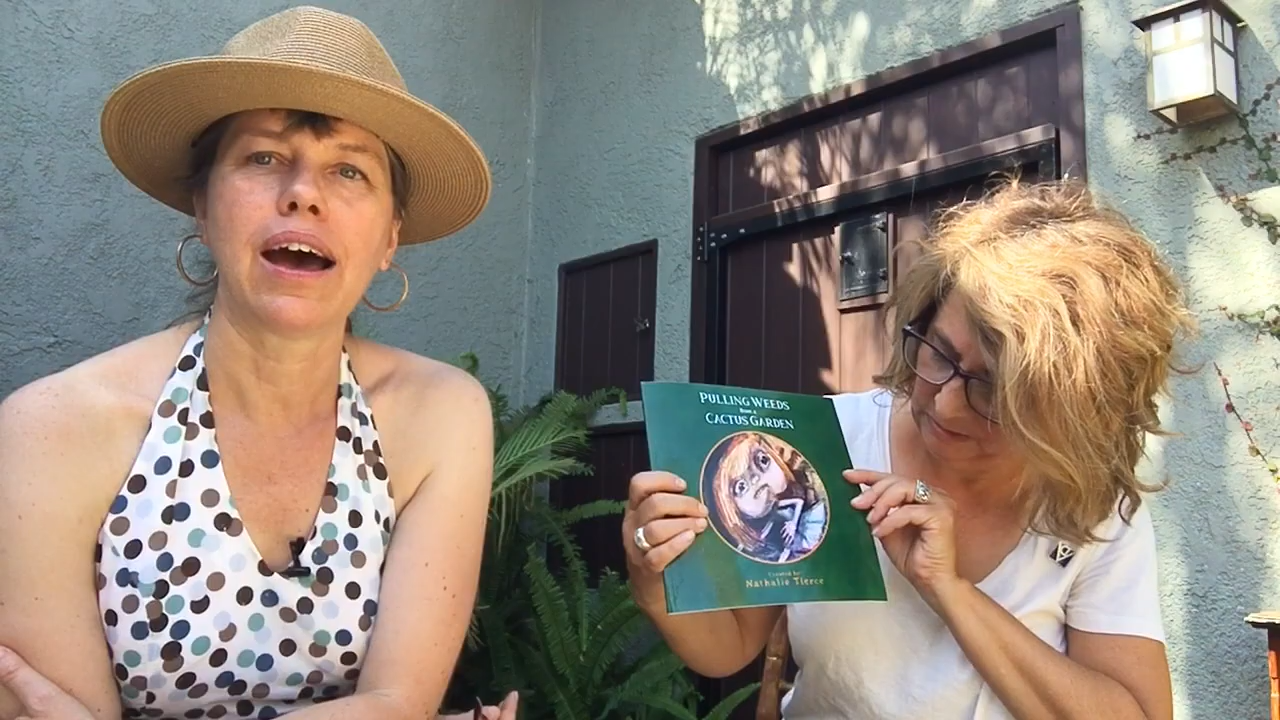 PULLING WEEDS
from a
CACTUS GARDEN
Created by:
Nathalie Tierce